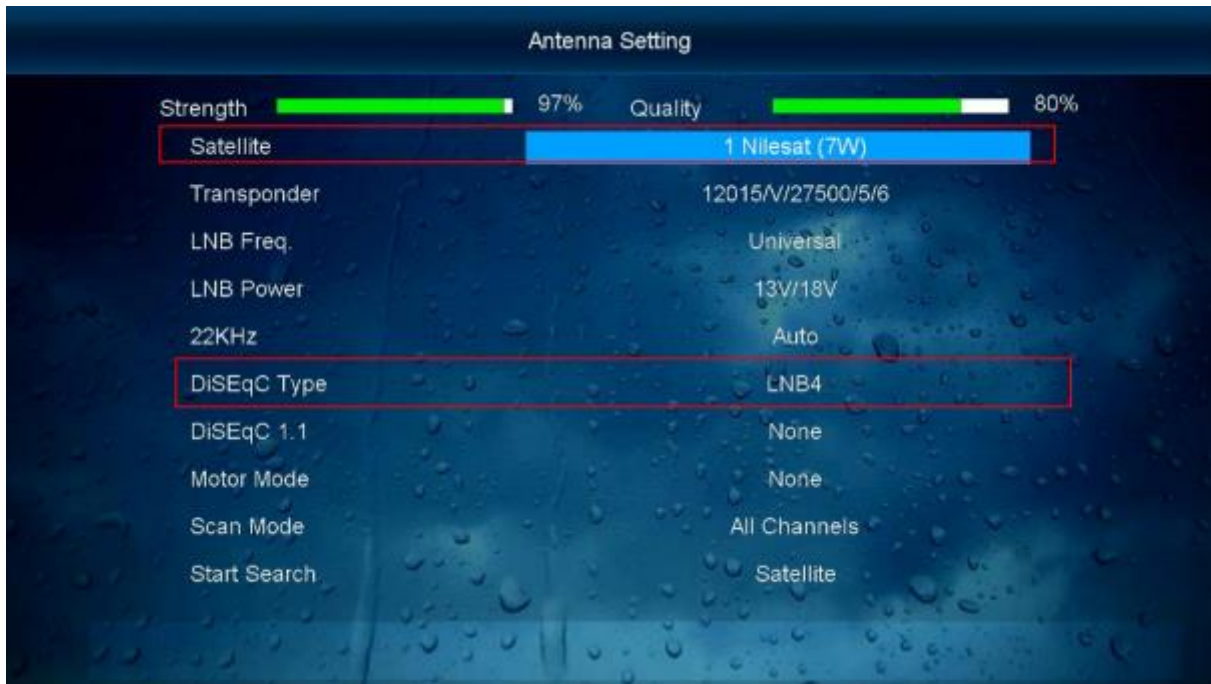 Antenna Setting
Strength 97% Quality 80%
Satellite 1 Nilesat (7W)
Transponder 12015/V/27500/5/6
LNB Freq. Universal
LNB Power 13V/18V
22KHz Auto
DiSEqC Type LNB4
DiSEqC 1.1 None
Motor Mode None
Scan Mode All Channels
Start Search Satellite